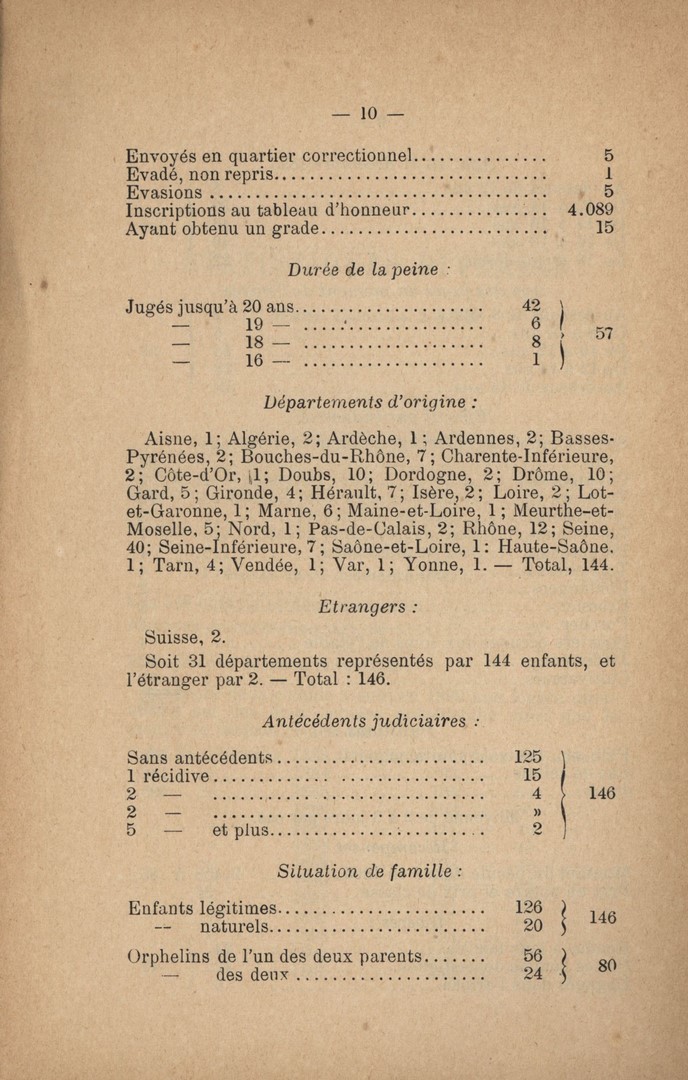 — 10 —
Envoyés en quartier correctionnel................ 5
Evadé, non repris.............................. 1
Evasions ..................................... 5
Inscriptions au tableau d'honneur............... 4.089
Ayant obtenu un grade......................... 15
Durée de la peine :
Jugés jusqu'à 20 ans...................... 42
— 19 — ...................... 6
— 18 — ...................... 8
57
— 16 — ...................... 1
Départements d'origine :
Aisne, 1; Algérie, 2; Ardèche, 1; Ardennes, 2; Basses-
Pyrénées, 2; Bouches-du-Rhône, 7; Charente-Inférieure,
2; Côte-d'Or, 1; Doubs, 10; Dordogne, 2; Drôme, 10;
Gard, 5; Gironde, 4; Hérault, 7; Isère, 2; Loire, 2; Lot-
et-Garonne, 1; Marne, 6; Maine-et-Loire, 1; Meurthe-et-
Moselle, 5; Nord, 1; Pas-de-Calais, 2; Rhône, 12; Seine,
40; Seine-Inférieure, 7; Saône-et-Loire, 1: Haute-Saône.
1; Tarn, 4; Vendée, 1; Var, 1; Yonne, 1. — Total, 144.
Etrangers :
Suisse, 2.
Soit 31 départements représentés par 144 enfants, et
l'étranger par 2. — Total : 146.
Antécédents judiciaires :
Sans antécédents......................... 125
1 récidive................................ 15
2 — ................................ 4 146
2 — ................................ »
5 — et plus.......................... 2
Situation de famille :
Enfants légitimes......................... 126
146
-- naturels.......................... 20
Orphelins de l'un des deux parents....... 56
80
— des deux ....................... 24